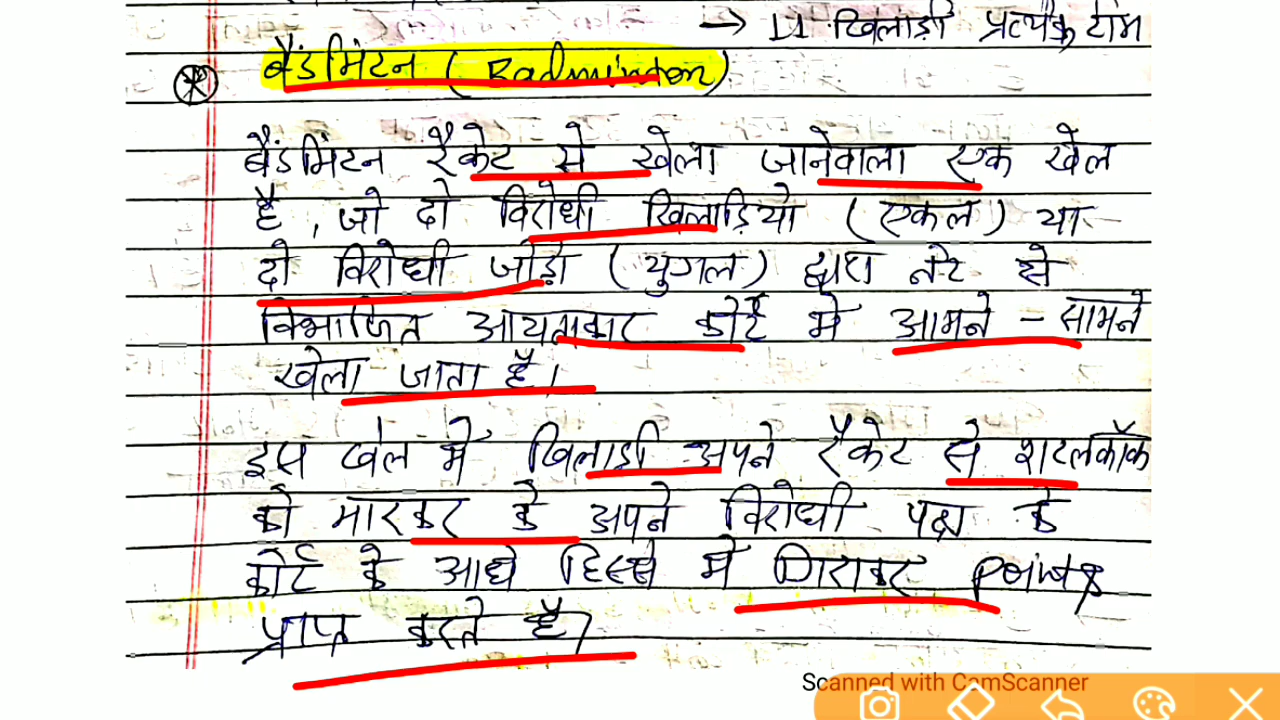 → 11 खिलाड़ी प्रत्येक टीम
बैडमिंटन ( Badminton)
बैडमिंटन रैकेट से खेला जानेवाला एक खेल
है , जो दो विरोधी खिलाड़ियो (एकल) या
दो विरोधी जोड़ो (युगल) द्वारा नेट से
विभाजित आयताकार कोर्ट में आमने - सामने
खेला जाता है।
इस खेल में खिलाडी अपने रैकेट से शटलकॉक
को मारकर के अपने विरोधी पक्ष के
कोर्ट के आधे हिस्से में गिराकर Points
प्राप्त करते है।
Scanned with CamScanner